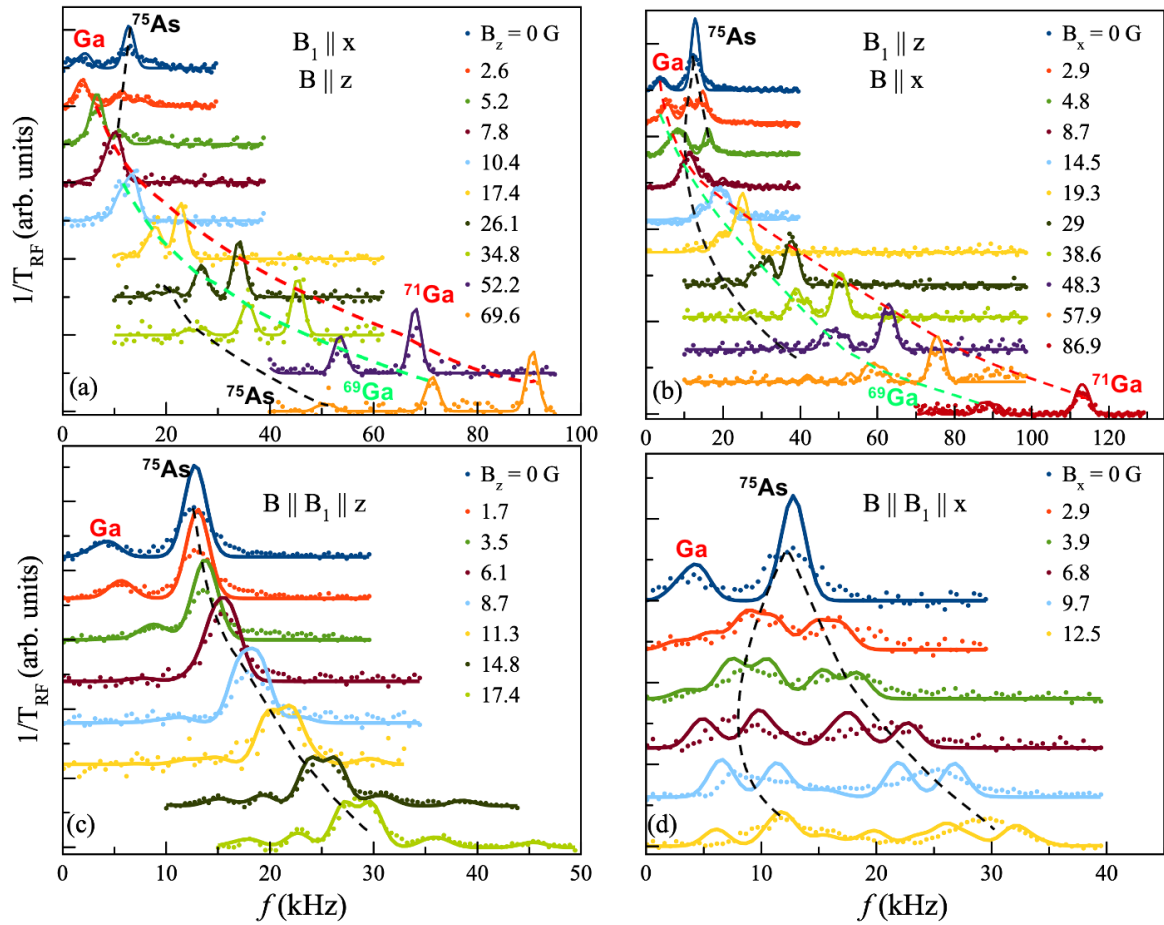 ⁷⁵As
Ga
B₁ || x
B || z
B_z = 0 G
2.6
5.2
7.8
10.4
17.4
26.1
34.8
52.2
69.6
⁷¹Ga
⁶⁹Ga
⁷⁵As
(a)
0 20 40 60 80 100
1/T_RF (arb. units)
⁷⁵As
Ga
B₁ || z
B || x
B_x = 0 G
2.9
4.8
8.7
14.5
19.3
29
38.6
48.3
57.9
86.9
⁷¹Ga
⁶⁹Ga
(b)
0 20 40 60 80 100 120
⁷⁵As
Ga
B || B₁ || z
B_z = 0 G
1.7
3.5
6.1
8.7
11.3
14.8
17.4
(c)
0 10 20 30 40 50
f (kHz)
1/T_RF (arb. units)
⁷⁵As
Ga
B || B₁ || x
B_x = 0 G
2.9
3.9
6.8
9.7
12.5
(d)
0 10 20 30 40
f (kHz)